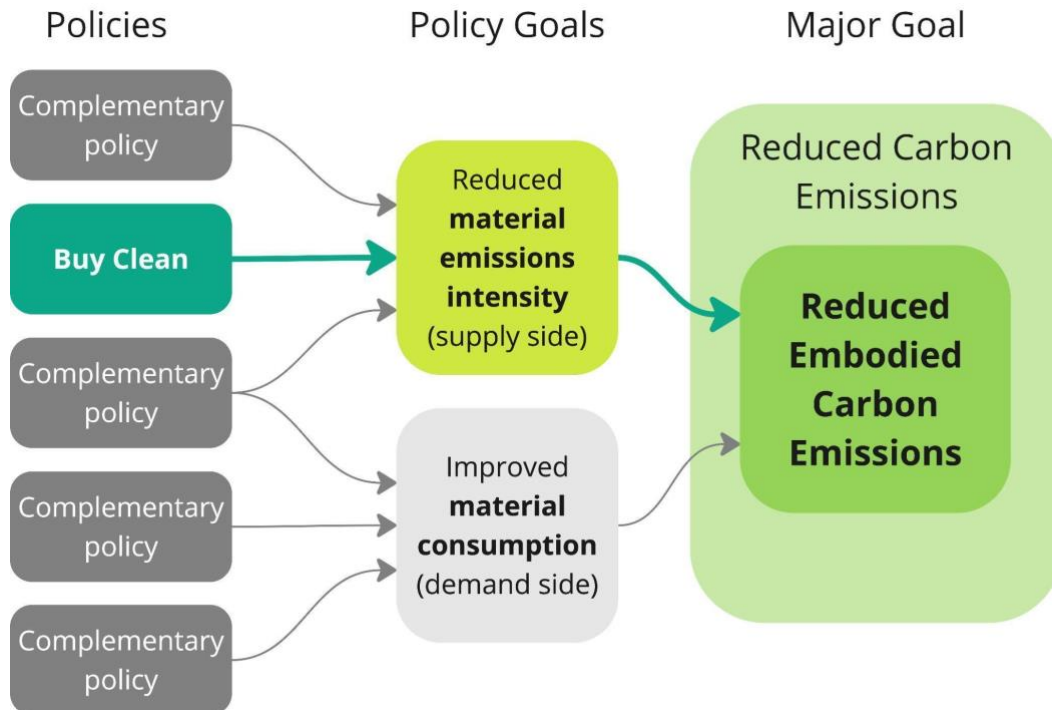 Policies
Policy Goals
Major Goal
Complementary
policy
Buy Clean
Complementary
policy
Complementary
policy
Complementary
policy
Reduced
material
emissions
intensity
(supply side)
Improved
material
consumption
(demand side)
Reduced Carbon
Emissions
Reduced
Embodied
Carbon
Emissions